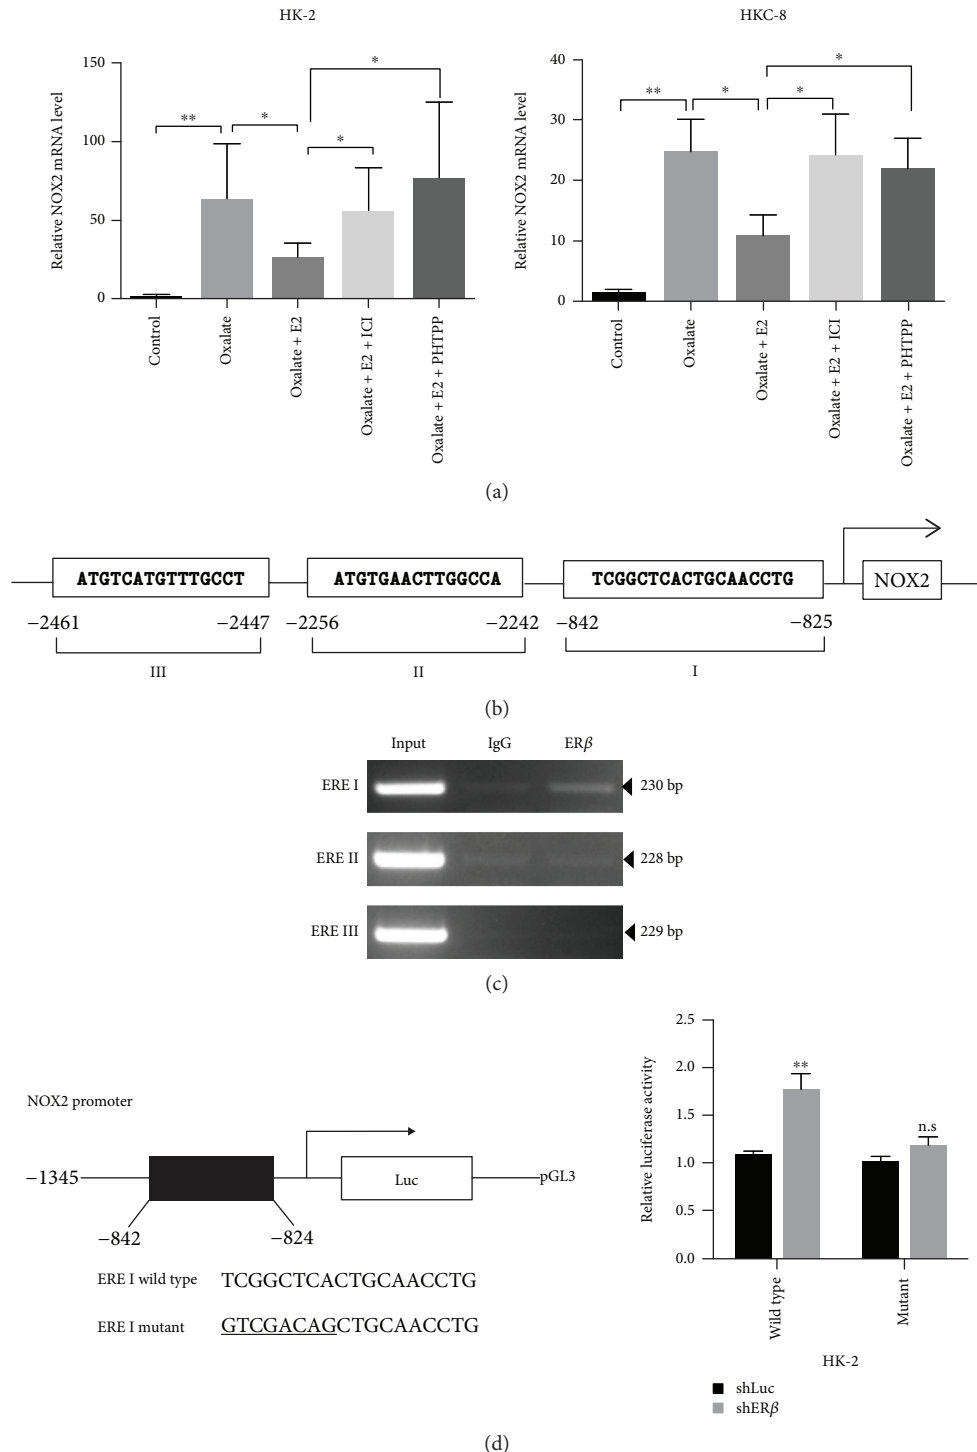 HK-2
Relative NOX2 mRNA level
150
100
50
0
**
*
*
*
Control
Oxalate
Oxalate + E2
Oxalate + E2 + ICI
Oxalate + E2 + PHTPP
HKC-8
Relative NOX2 mRNA level
40
30
20
10
0
**
*
*
*
Control
Oxalate
Oxalate + E2
Oxalate + E2 + ICI
Oxalate + E2 + PHTPP
(a)
ATGTCATGTTTGCCT
ATGTGAACTTGGCCA
TCGGCTCACTGCAACCTG
NOX2
−2461 −2447 −2256 −2242 −842 −825
III
II
I
(b)
Input IgG ERβ
ERE I 230 bp
ERE II 228 bp
ERE III 229 bp
(c)
NOX2 promoter
−1345
Luc
pGL3
−842 −824
ERE I wild type TCGGCTCACTGCAACCTG
ERE I mutant GTCGACAGCTGCAACCTG
Relative luciferase activity
2.5
2.0
1.5
1.0
0.5
0.0
**
n.s
Wild type
Mutant
HK-2
shLuc
shERβ
(d)